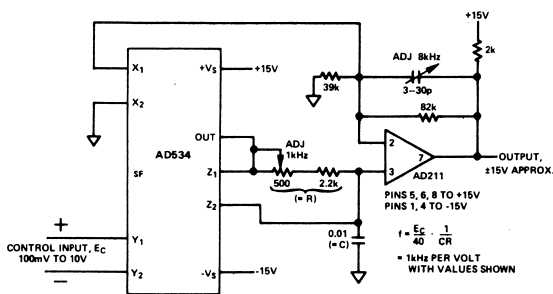 +15V
ADJ 8kHz
2k
X1
+VS
+15V
39k
3–30p
X2
82k
OUT
ADJ
1kHz
2
7
OUTPUT,
±15V APPROX.
AD534
Z1
3
AD211
SF
500
2.2k
(= R)
PINS 5, 6, 8 TO +15V
PINS 1, 4 TO -15V
Z2
+
0.01
(= C)
f = EC/40 · 1/CR
CONTROL INPUT, EC
100mV TO 10V
Y1
= 1kHz PER VOLT
WITH VALUES SHOWN
–
Y2
-VS
-15V